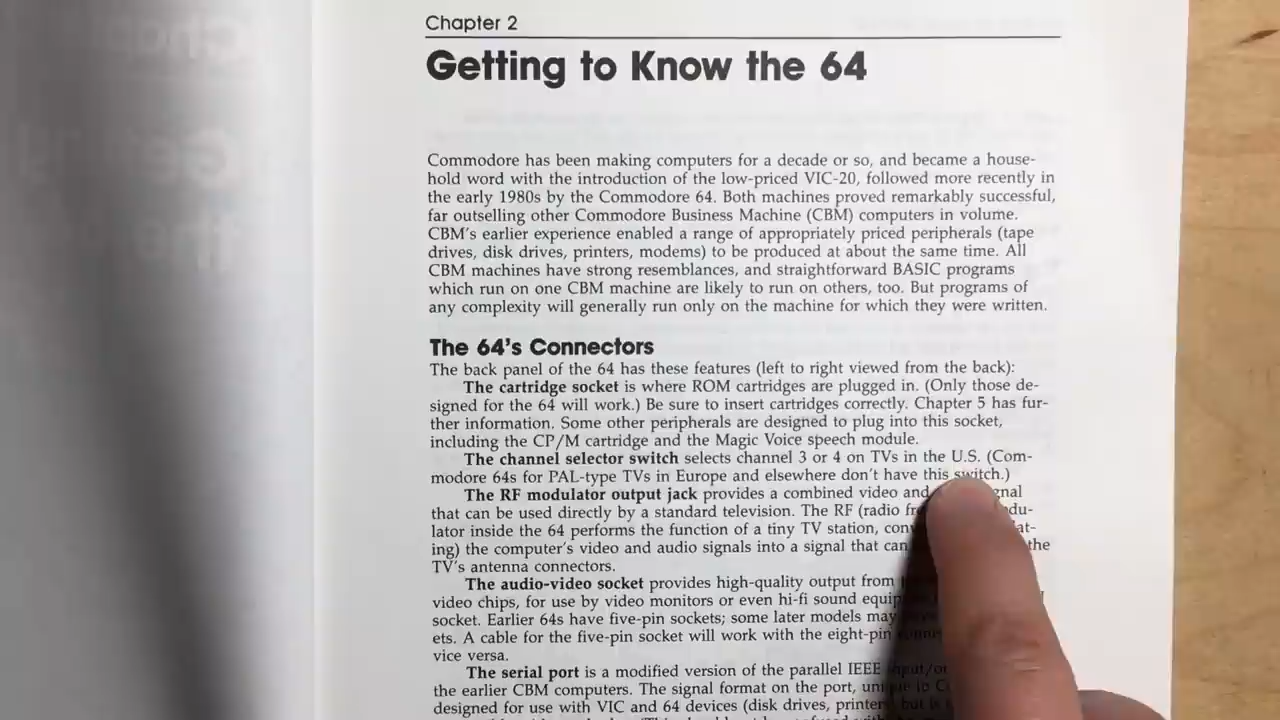 Chapter 2
Getting to Know the 64
Commodore has been making computers for a decade or so, and became a house-
hold word with the introduction of the low-priced VIC-20, followed more recently in
the early 1980s by the Commodore 64. Both machines proved remarkably successful,
far outselling other Commodore Business Machine (CBM) computers in volume.
CBM's earlier experience enabled a range of appropriately priced peripherals (tape
drives, disk drives, printers, modems) to be produced at about the same time. All
CBM machines have strong resemblances, and straightforward BASIC programs
which run on one CBM machine are likely to run on others, too. But programs of
any complexity will generally run only on the machine for which they were written.
The 64's Connectors
The back panel of the 64 has these features (left to right viewed from the back):
The cartridge socket is where ROM cartridges are plugged in. (Only those de-
signed for the 64 will work.) Be sure to insert cartridges correctly. Chapter 5 has fur-
ther information. Some other peripherals are designed to plug into this socket,
including the CP/M cartridge and the Magic Voice speech module.
The channel selector switch selects channel 3 or 4 on TVs in the U.S. (Com-
modore 64s for PAL-type TVs in Europe and elsewhere don't have this switch.)
The RF modulator output jack provides a combined video and
that can be used directly by a standard television. The RF (radio
lator inside the 64 performs the function of a tiny TV station,
ing) the computer's video and audio signals into a signal that can the
TV's antenna connectors.
The audio-video socket provides high-quality output from
video chips, for use by video monitors or even hi-fi sound
socket. Earlier 64s have five-pin sockets; some later models may
ets. A cable for the five-pin socket will work with the eight-pin
vice versa.
The serial port is a modified version of the parallel IEEE
the earlier CBM computers. The signal format on the port,
designed for use with VIC and 64 devices (disk drives, printers, but is